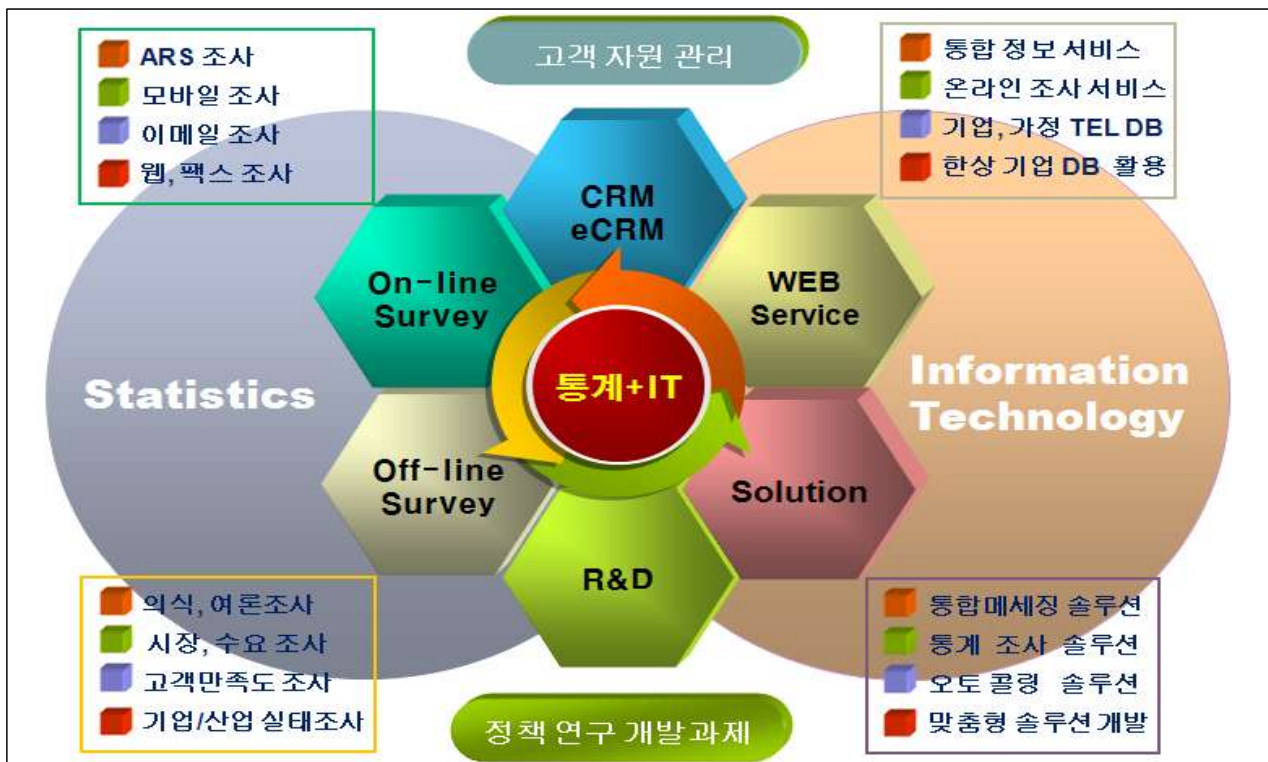 ARS 조사
모바일 조사
이메일 조사
웹, 팩스 조사
고객 자원 관리
통합 정보 서비스
온라인 조사 서비스
기업, 가정 TEL DB
한상 기업 DB 활용
CRM
eCRM
On-line
Survey
WEB
Service
Statistics
통계+IT
Information
Technology
Off-line
Survey
Solution
R&D
의식, 여론조사
시장, 수요 조사
고객만족도 조사
기업/산업 실태조사
정책 연구 개발과제
통합메세징 솔루션
통계 조사 솔루션
오토 콜링 솔루션
맞춤형 솔루션 개발